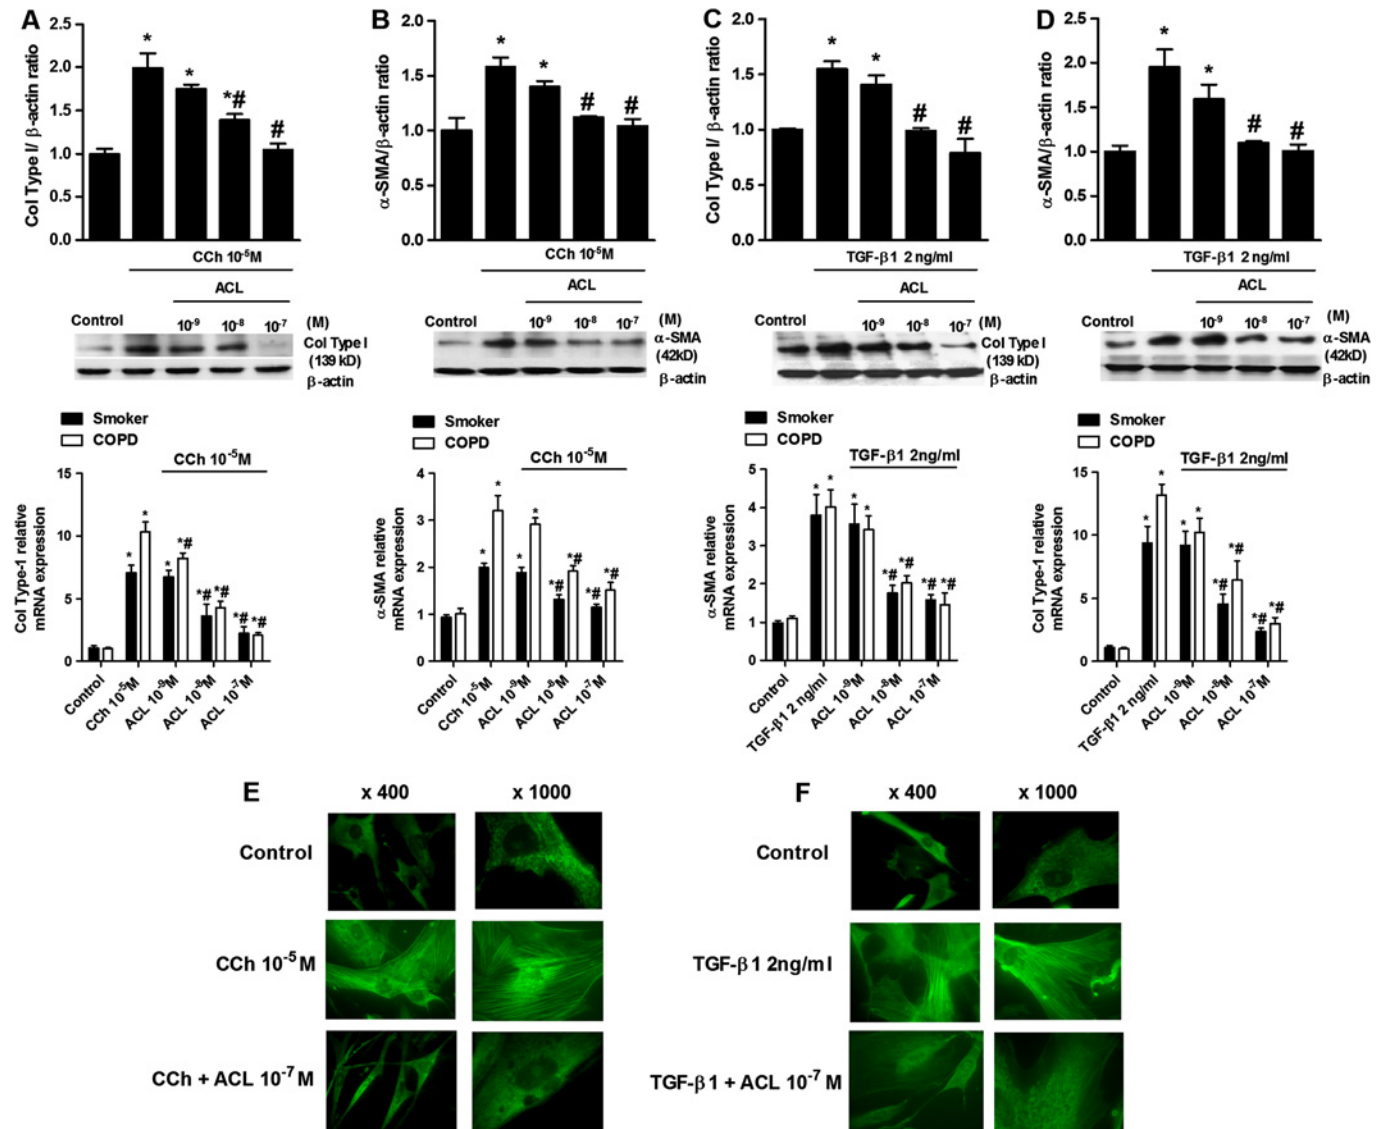 A
Col Type I/ β-actin ratio
2.5
2.0
1.5
1.0
0.5
0.0
*
*
*#
#
CCh 10⁻⁵M
ACL
Control
10⁻⁹
10⁻⁸
10⁻⁷
(M)
Col Type I
(139 kD)
β-actin
B
α-SMA/β-actin ratio
2.0
1.5
1.0
0.5
0.0
*
*
#
#
CCh 10⁻⁵M
ACL
Control
10⁻⁹
10⁻⁸
10⁻⁷
(M)
α-SMA
(42kD)
β-actin
C
Col Type I/ β-actin ratio
2.0
1.5
1.0
0.5
0.0
*
*
#
#
TGF-β1 2 ng/ml
ACL
Control
10⁻⁹
10⁻⁸
10⁻⁷
(M)
Col Type I
(139 kD)
β-actin
D
α-SMA/β-actin ratio
2.5
2.0
1.5
1.0
0.5
0.0
*
*
#
#
TGF-β1 2 ng/ml
ACL
Control
10⁻⁹
10⁻⁸
10⁻⁷
(M)
α-SMA
(42kD)
β-actin
Smoker
COPD
CCh 10⁻⁵M
Col Type-1 relative
mRNA expression
15
10
5
0
*
*
*
*#
*#
*#
*#
*#
Control
CCh 10⁻⁵M
ACL 10⁻⁹M
ACL 10⁻⁸M
ACL 10⁻⁷M
Smoker
COPD
CCh 10⁻⁵M
α-SMA relative
mRNA expression
4
3
2
1
0
*
*
*
*
*#
*#
*#
*#
Control
CCh 10⁻⁵M
ACL 10⁻⁹M
ACL 10⁻⁸M
ACL 10⁻⁷M
Smoker
COPD
TGF-β1 2ng/ml
α-SMA relative
mRNA expression
5
4
3
2
1
0
*
*
*
*
*#
*#
*#
*#
Control
TGF-β1 2 ng/ml
ACL 10⁻⁹M
ACL 10⁻⁸M
ACL 10⁻⁷M
Smoker
COPD
TGF-β1 2ng/ml
Col Type-1 relative
mRNA expression
15
10
5
0
*
*
*
*
*#
*#
*#
*#
Control
TGF-β1 2 ng/ml
ACL 10⁻⁹M
ACL 10⁻⁸M
ACL 10⁻⁷M
E
x 400
x 1000
Control
CCh 10⁻⁵M
CCh + ACL 10⁻⁷M
F
x 400
x 1000
Control
TGF-β1 2ng/ml
TGF-β1 + ACL 10⁻⁷ M